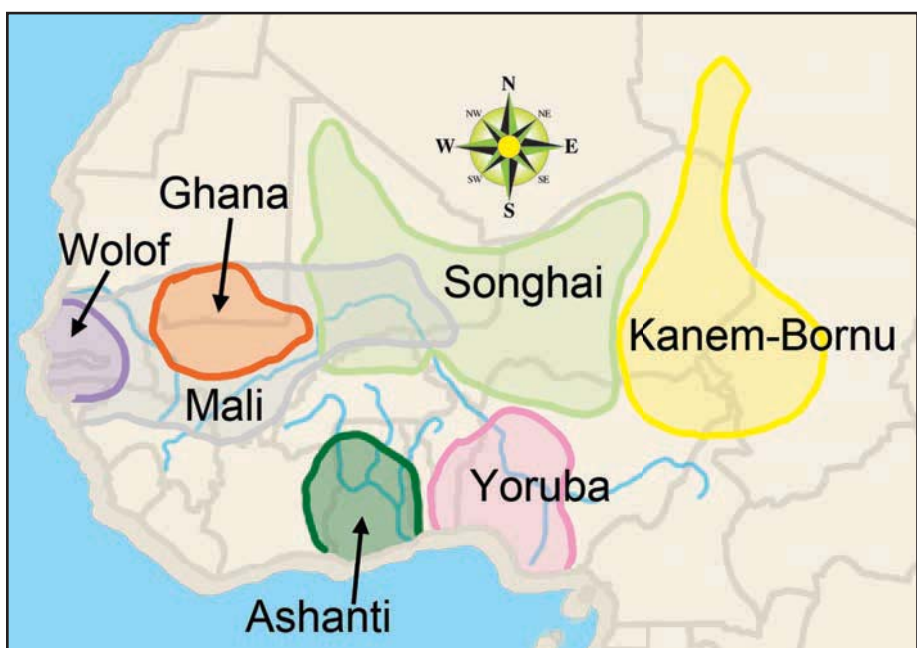 N
NW
NE
W
E
SW
SE
S
Ghana
Wolof
Songhai
Kanem-Bornu
Mali
Yoruba
Ashanti